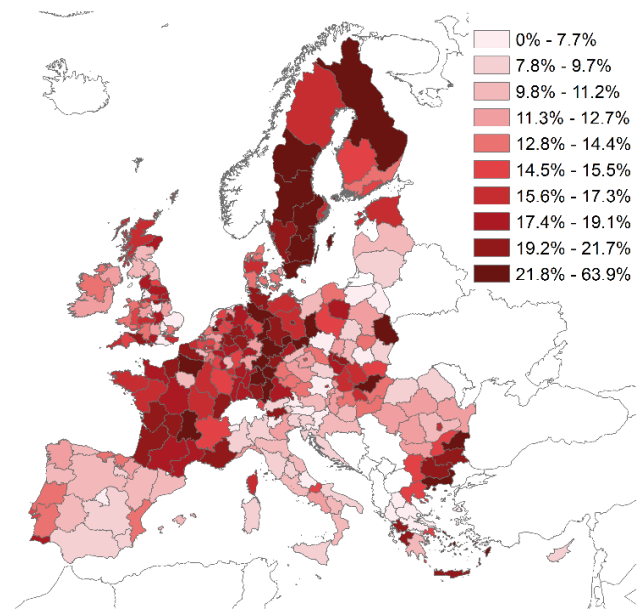 0% - 7.7%
7.8% - 9.7%
9.8% - 11.2%
11.3% - 12.7%
12.8% - 14.4%
14.5% - 15.5%
15.6% - 17.3%
17.4% - 19.1%
19.2% - 21.7%
21.8% - 63.9%